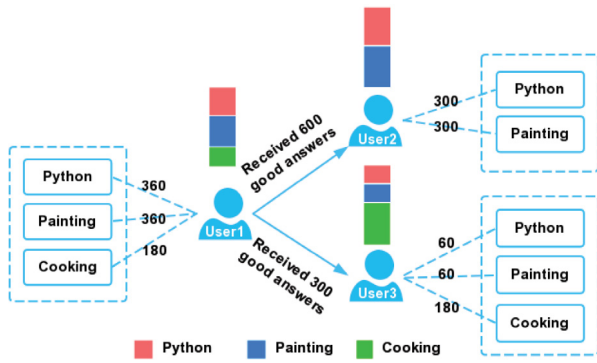 Python
Painting
Cooking
360
360
180
User1
Received 600
good answers
Received 300
good answers
User2
300
300
Python
Painting
User3
60
60
180
Python
Painting
Cooking
Python
Painting
Cooking